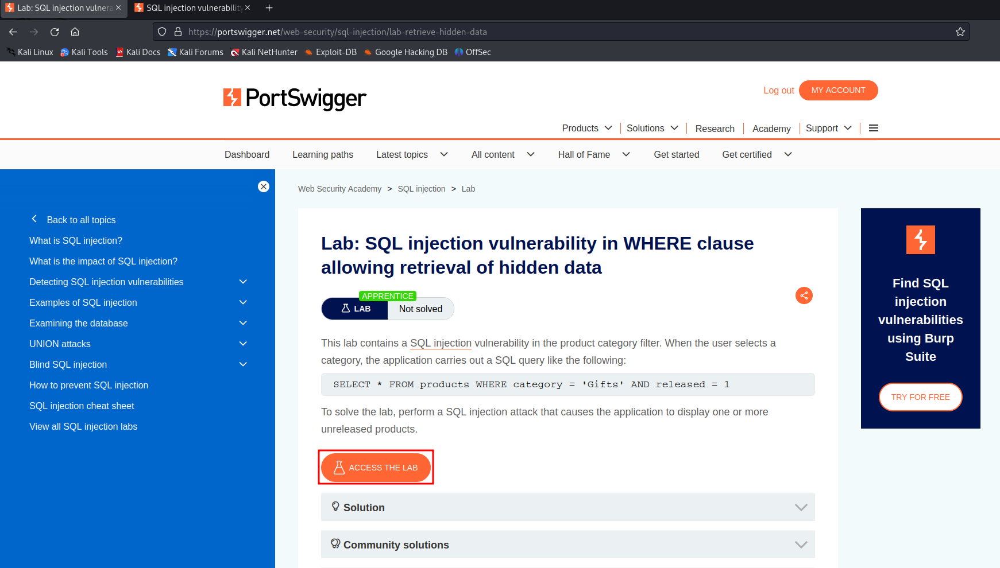 Lab: SQL injection vulnera
SQL injection vulnerability
https://portswigger.net/web-security/sql-injection/lab-retrieve-hidden-data
Kali Linux Kali Tools Kali Docs Kali Forums Kali NetHunter Exploit-DB Google Hacking DB OffSec
PortSwigger
Log out MY ACCOUNT
Products Solutions Research Academy Support
Dashboard Learning paths Latest topics All content Hall of Fame Get started Get certified
Back to all topics
What is SQL injection?
What is the impact of SQL injection?
Detecting SQL injection vulnerabilities
Examples of SQL injection
Examining the database
UNION attacks
Blind SQL injection
How to prevent SQL injection
SQL injection cheat sheet
View all SQL injection labs
Web Security Academy > SQL injection > Lab
Lab: SQL injection vulnerability in WHERE clause
allowing retrieval of hidden data
APPRENTICE
LAB Not solved
This lab contains a SQL injection vulnerability in the product category filter. When the user selects a
category, the application carries out a SQL query like the following:
SELECT * FROM products WHERE category = 'Gifts' AND released = 1
To solve the lab, perform a SQL injection attack that causes the application to display one or more
unreleased products.
ACCESS THE LAB
Solution
Community solutions
Find SQL
injection
vulnerabilities
using Burp
Suite
TRY FOR FREE